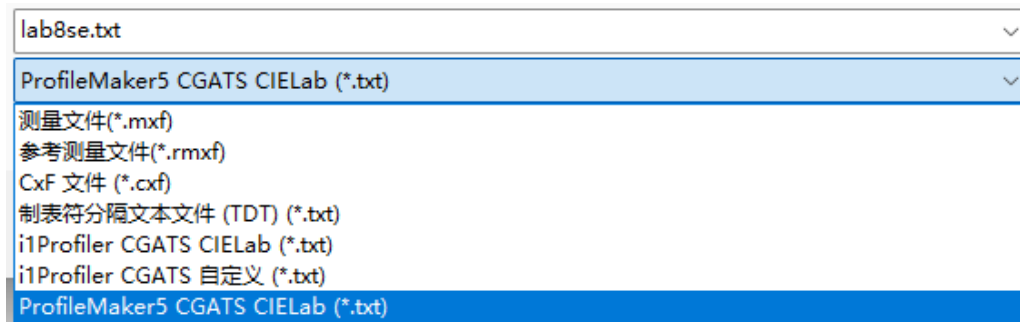 lab8se.txt
ProfileMaker5 CGATS CIELab (*.txt)
测量文件(*.mxf)
参考测量文件(*.rmxf)
CxF 文件 (*.cxf)
制表符分隔文本文件 (TDT) (*.txt)
i1Profiler CGATS CIELab (*.txt)
i1Profiler CGATS 自定义 (*.txt)
ProfileMaker5 CGATS CIELab (*.txt)